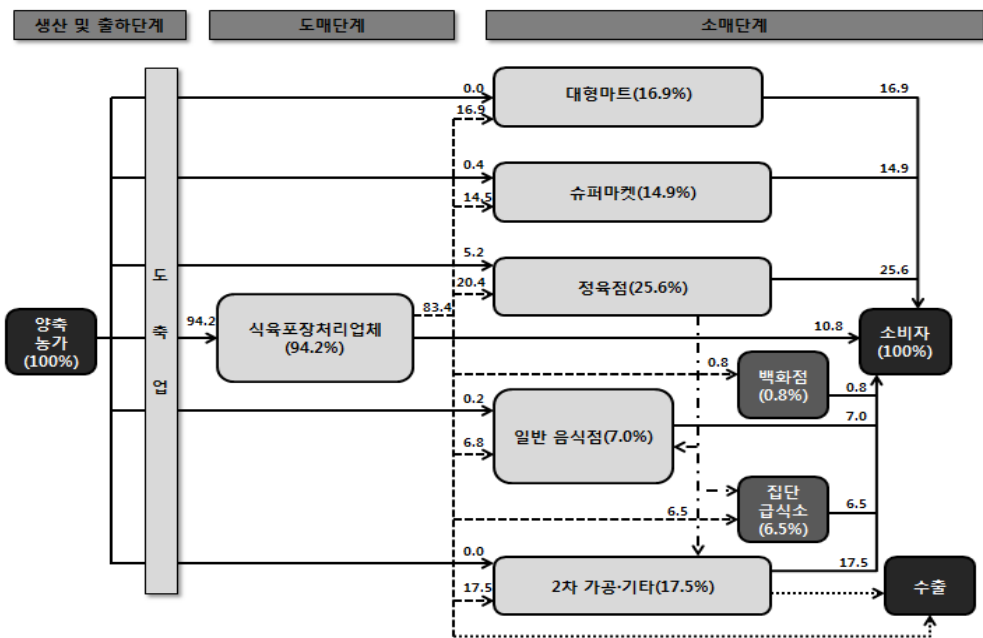 생산 및 출하단계
도매단계
소매단계
도
축
업
양축
농가
(100%)
94.2
식육포장처리업체
(94.2%)
83.4
0.0
16.9
대형마트(16.9%)
16.9
0.4
14.5
슈퍼마켓(14.9%)
14.9
5.2
20.4
정육점(25.6%)
25.6
10.8
소비자
(100%)
0.8
백화점
(0.8%)
0.8
0.2
6.8
일반 음식점(7.0%)
7.0
6.5
집단
급식소
(6.5%)
6.5
0.0
17.5
2차 가공·기타(17.5%)
17.5
수출